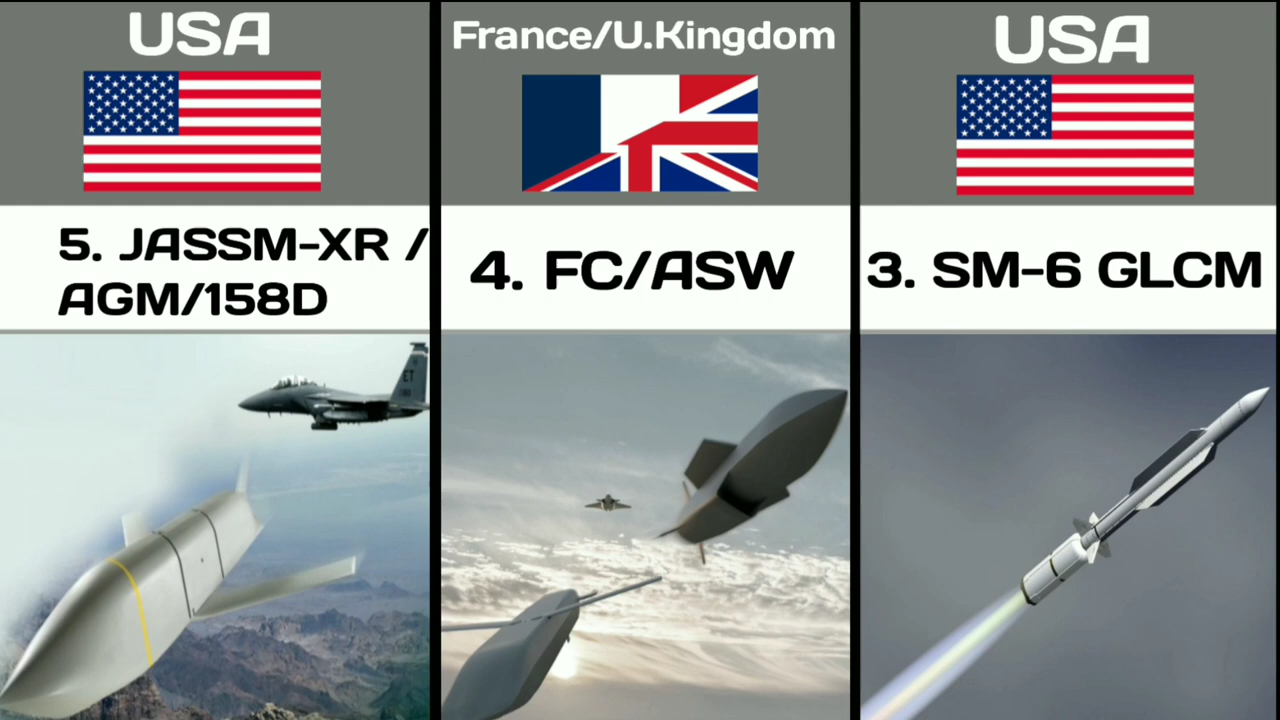 USA
5. JASSM-XR /
AGM/158D
ET
France/U.Kingdom
4. FC/ASW
USA
3. SM-6 GLCM